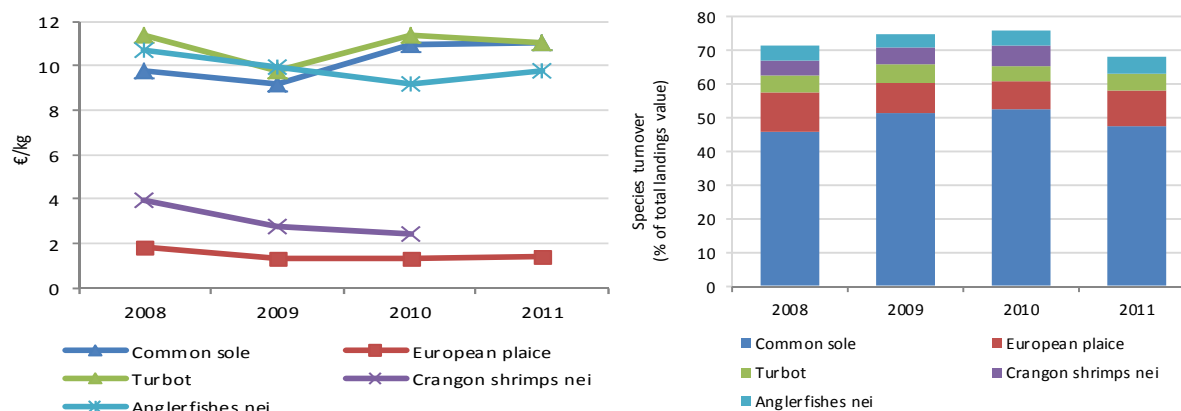 12
10
8
6
4
2
0
€/kg
2008 2009 2010 2011
Common sole European plaice
Turbot Crangon shrimps nei
Anglerfishes nei
80
70
60
50
40
30
20
10
0
Species turnover
(% of total landings value)
2008 2009 2010 2011
Common sole European plaice
Turbot Crangon shrimps nei
Anglerfishes nei